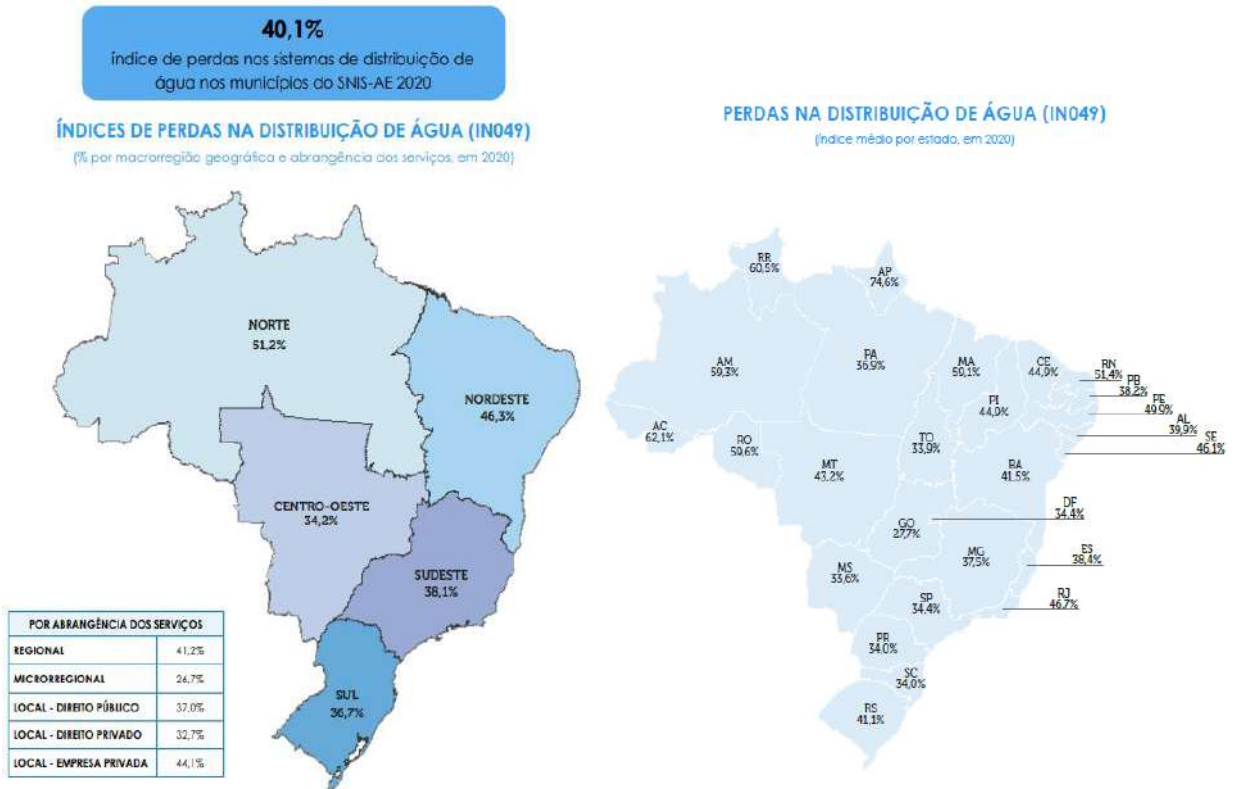 40,1%
índice de perdas nos sistemas de distribuição de
água nos municípios do SNIS-AE 2020
ÍNDICES DE PERDAS NA DISTRIBUIÇÃO DE ÁGUA (IN049)
(% por macrorregião geográfica e abrangência dos serviços, em 2020)
NORTE
51,2%
NORDESTE
46,3%
CENTRO-OESTE
34,2%
SUDESTE
38,1%
SUL
36,7%
POR ABRANGÊNCIA DOS SERVIÇOS
REGIONAL 41,2%
MICRORREGIONAL 26,7%
LOCAL - DIREITO PÚBLICO 37,0%
LOCAL - DIREITO PRIVADO 32,7%
LOCAL - EMPRESA PRIVADA 44,1%
PERDAS NA DISTRIBUIÇÃO DE ÁGUA (IN049)
(índice médio por estado, em 2020)
RR
60,5%
AP
74,6%
AM
59,3%
PA
36,9%
MA
59,1%
CE
44,9%
RN
51,4%
PB
38,2%
PI
44,9%
PE
49,9%
AL
39,9%
SE
46,1%
AC
62,1%
RO
59,6%
TO
33,9%
MT
43,2%
BA
41,5%
DF
34,4%
GO
27,7%
MG
37,5%
ES
38,4%
MS
33,6%
SP
34,4%
RJ
46,7%
PR
34,0%
SC
34,0%
RS
41,1%